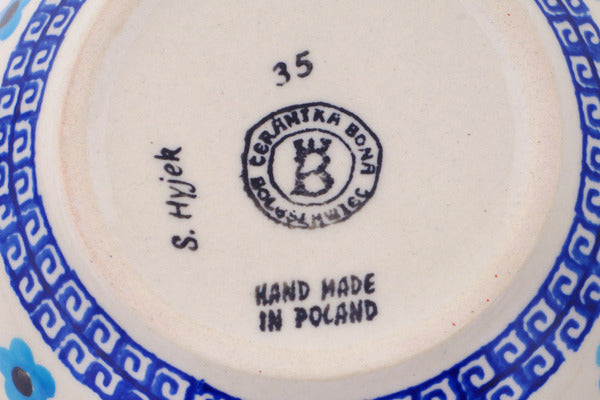 35
CERAMIKA BONA
BOLESŁAWIEC
B
S. Hyjek
HAND MADE
IN POLAND